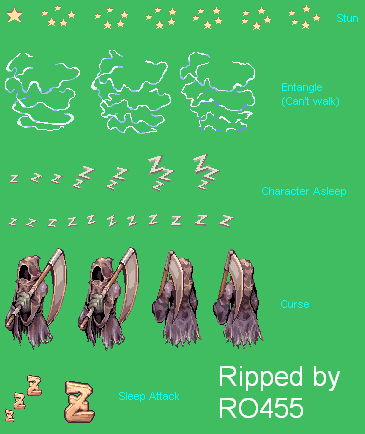 Stun
Entangle
(Can't walk)
Character Asleep
Curse
Sleep Attack
Ripped by
RO455